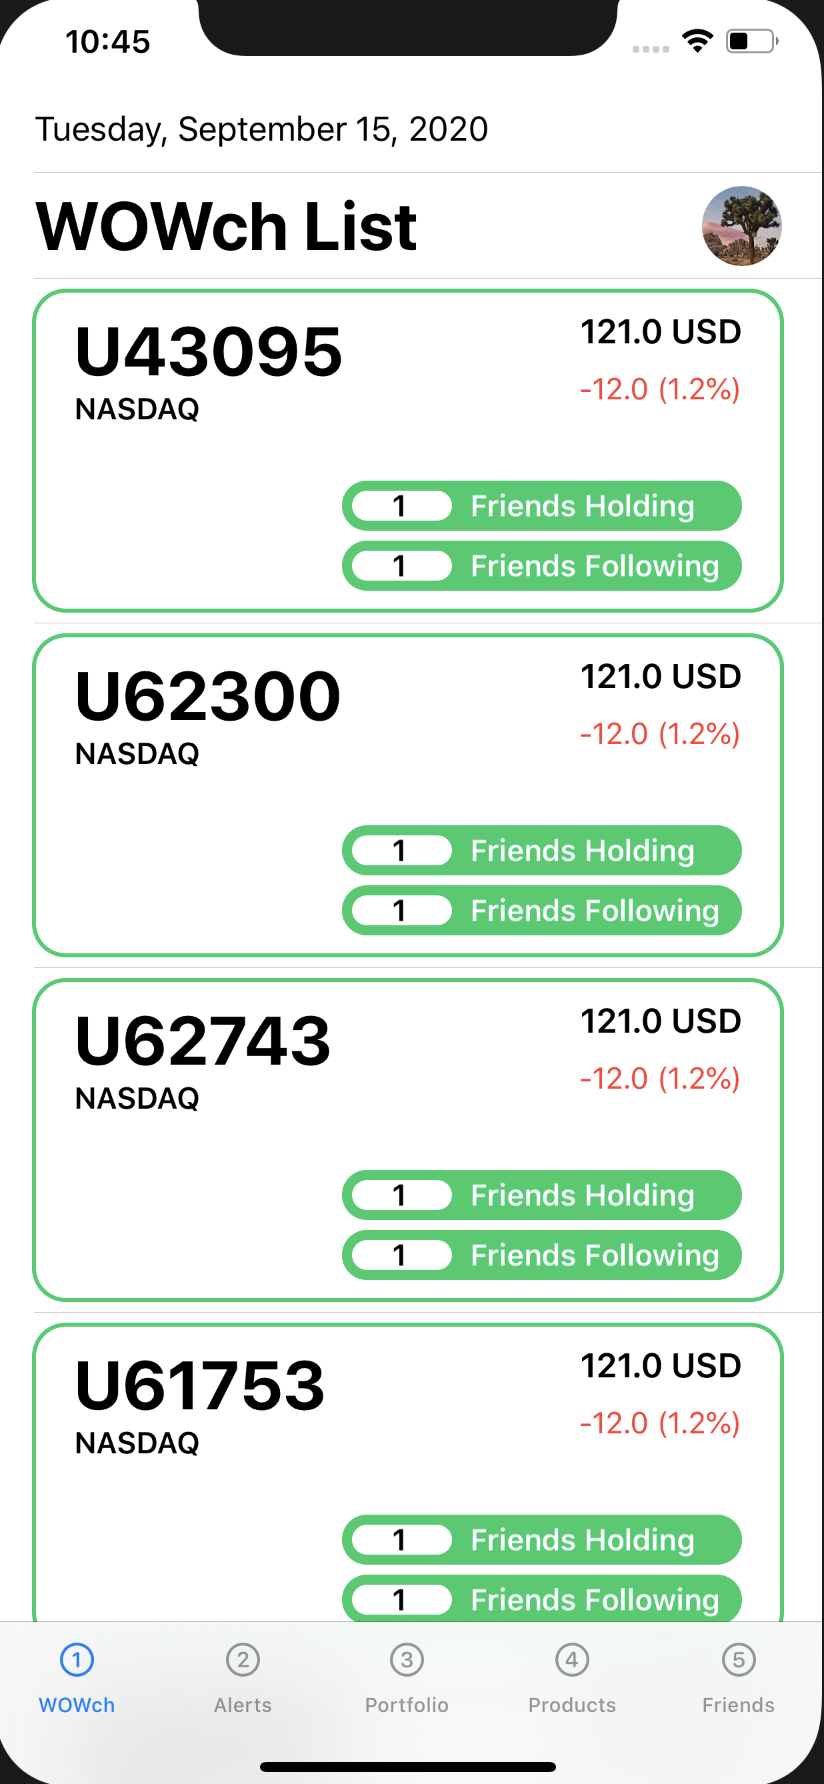 10:45
Tuesday, September 15, 2020
WOWch List
U43095
121.0 USD
NASDAQ
-12.0 (1.2%)
1 Friends Holding
1 Friends Following
U62300
121.0 USD
NASDAQ
-12.0 (1.2%)
1 Friends Holding
1 Friends Following
U62743
121.0 USD
NASDAQ
-12.0 (1.2%)
1 Friends Holding
1 Friends Following
U61753
121.0 USD
NASDAQ
-12.0 (1.2%)
1 Friends Holding
1 Friends Following
1 2 3 4 5
WOWch Alerts Portfolio Products Friends